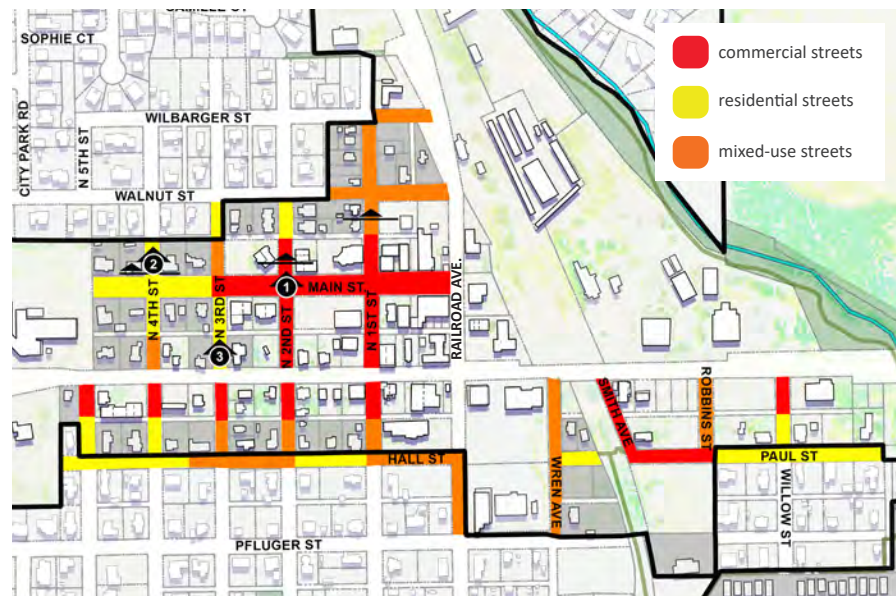 SOPHIE CT
CAMILLE CT
commercial streets
residential streets
mixed-use streets
CITY PARK RD
N 5TH ST
WILBARGER ST
WALNUT ST
2
1
MAIN ST.
N 4TH ST
N 3RD ST
N 2ND ST
N 1ST ST
RAILROAD AVE.
3
SMITH AVE
ROBBINS ST
HALL ST
WREN AVE
PAUL ST
WILLOW ST
PFLUGER ST